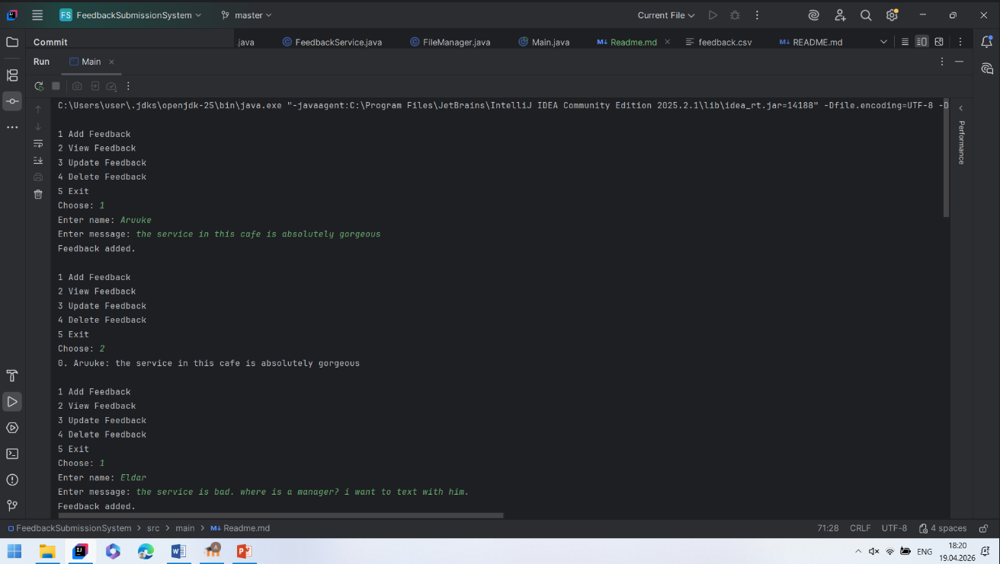 FS FeedbackSubmissionSystem master Current File
Commit .java FeedbackService.java FileManager.java Main.java M↓ Readme.md feedback.csv M↓ README.md
Run Main
C:\Users\user\.jdks\openjdk-25\bin\java.exe "-javaagent:C:\Program Files\JetBrains\IntelliJ IDEA Community Edition 2025.2.1\lib\idea_rt.jar=14188" -Dfile.encoding=UTF-8 -D
Performance
1 Add Feedback
2 View Feedback
3 Update Feedback
4 Delete Feedback
5 Exit
Choose: 1
Enter name: Aruuke
Enter message: the service in this cafe is absolutely gorgeous
Feedback added.
1 Add Feedback
2 View Feedback
3 Update Feedback
4 Delete Feedback
5 Exit
Choose: 2
0. Aruuke: the service in this cafe is absolutely gorgeous
1 Add Feedback
2 View Feedback
3 Update Feedback
4 Delete Feedback
5 Exit
Choose: 1
Enter name: Eldar
Enter message: the service is bad. where is a manager? i want to text with him.
Feedback added.
FeedbackSubmissionSystem > src > main > M↓ Readme.md 71:28 CRLF UTF-8 4 spaces
ENG 18:20
19.04.2026